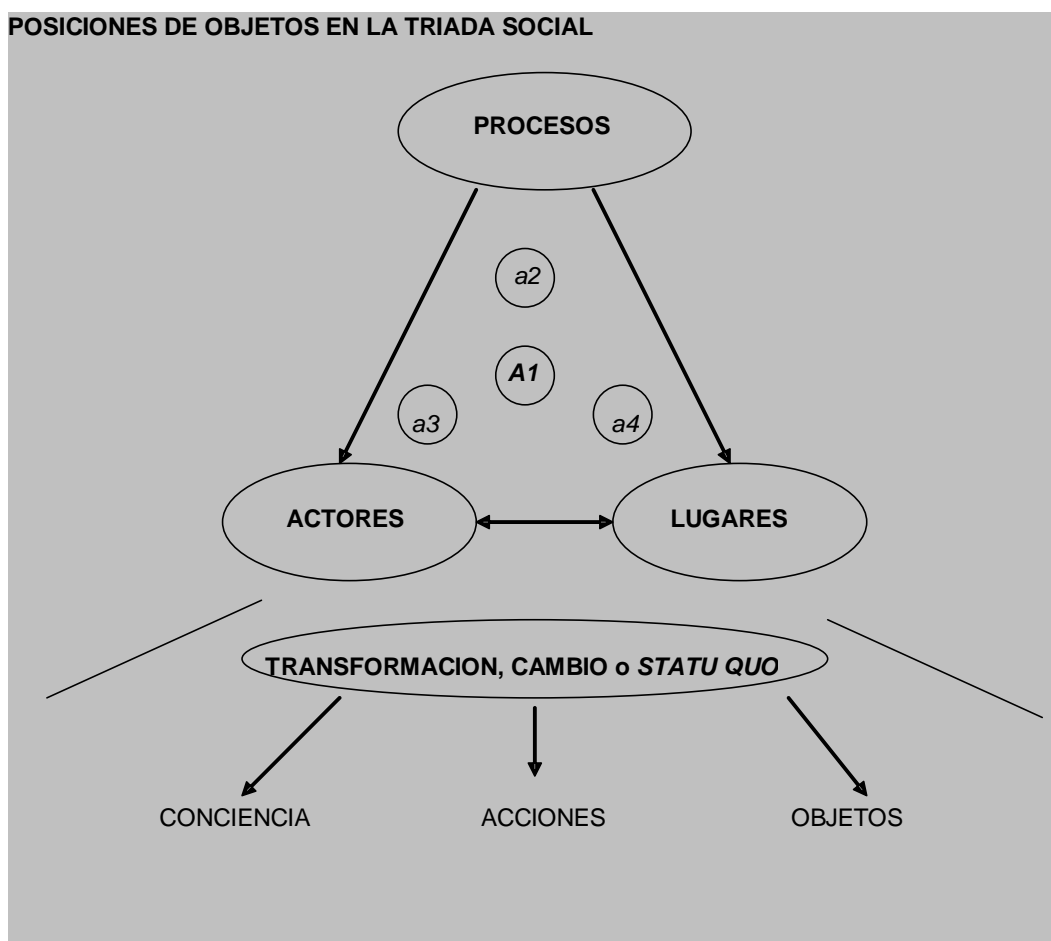 POSICIONES DE OBJETOS EN LA TRIADA SOCIAL
PROCESOS
a2
A1
a3
a4
ACTORES
LUGARES
TRANSFORMACION, CAMBIO o STATU QUO
CONCIENCIA
ACCIONES
OBJETOS